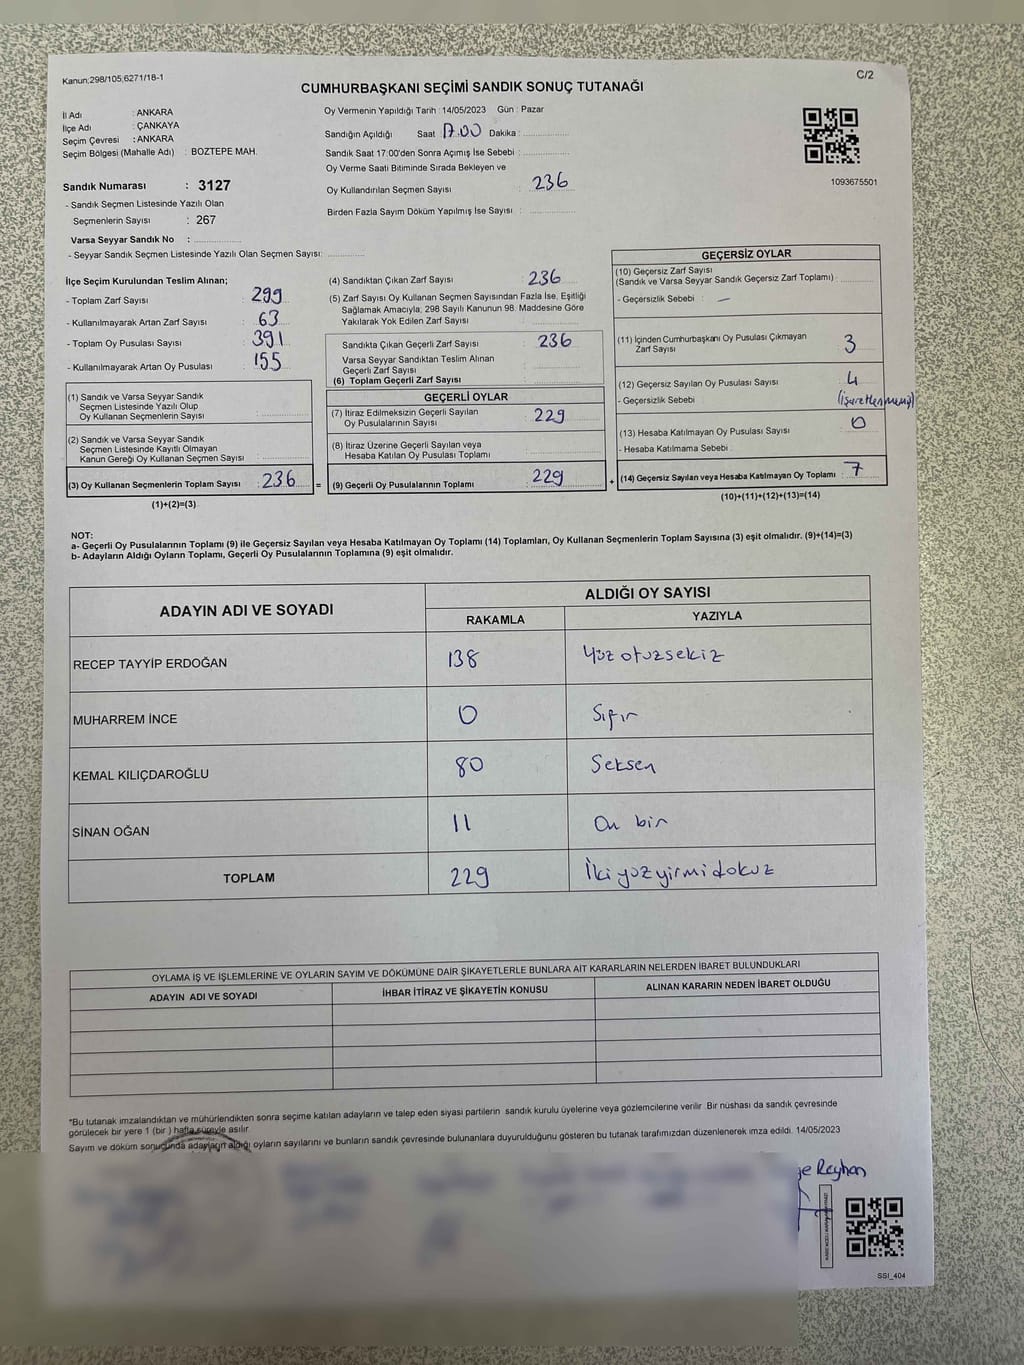 Kanun;298/105;6271/18-1
C/2
CUMHURBAŞKANI SEÇİMİ SANDIK SONUÇ TUTANAĞI
İl Adı : ANKARA
İlçe Adı : ÇANKAYA
Seçim Çevresi : ANKARA
Seçim Bölgesi (Mahalle Adı) : BOZTEPE MAH.
Sandık Numarası : 3127
- Sandık Seçmen Listesinde Yazılı Olan
Seçmenlerin Sayısı : 267
Varsa Seyyar Sandık No :
- Seyyar Sandık Seçmen Listesinde Yazılı Olan Seçmen Sayısı:
Oy Vermenin Yapıldığı Tarih : 14/05/2023 Gün : Pazar
Sandığın Açıldığı Saat 17.00 Dakika :
Sandık Saat 17:00'den Sonra Açımış İse Sebebi :
Oy Verme Saati Bitiminde Sırada Bekleyen ve
Oy Kullandırılan Seçmen Sayısı : 236
Birden Fazla Sayım Döküm Yapılmış İse Sayısı :
1093675501
İlçe Seçim Kurulundan Teslim Alınan;
- Toplam Zarf Sayısı : 299
- Kullanılmayarak Artan Zarf Sayısı : 63
- Toplam Oy Pusulası Sayısı : 391
- Kullanılmayarak Artan Oy Pusulası : 155
(1) Sandık ve Varsa Seyyar Sandık
Seçmen Listesinde Yazılı Olup
Oy Kullanan Seçmenlerin Sayısı :
(2) Sandık ve Varsa Seyyar Sandık
Seçmen Listesinde Kayıtlı Olmayan
Kanun Gereği Oy Kullanan Seçmen Sayısı :
(3) Oy Kullanan Seçmenlerin Toplam Sayısı : 236 =
(1)+(2)=(3)
(4) Sandıktan Çıkan Zarf Sayısı : 236
(5) Zarf Sayısı Oy Kullanan Seçmen Sayısından Fazla İse, Eşitliği
Sağlamak Amacıyla, 298 Sayılı Kanunun 98. Maddesine Göre
Yakılarak Yok Edilen Zarf Sayısı :
Sandıkta Çıkan Geçerli Zarf Sayısı : 236
Varsa Seyyar Sandıktan Teslim Alınan
Geçerli Zarf Sayısı :
(6) Toplam Geçerli Zarf Sayısı :
GEÇERLİ OYLAR
(7) İtiraz Edilmeksizin Geçerli Sayılan
Oy Pusulalarının Sayısı : 229
(8) İtiraz Üzerine Geçerli Sayılan veya
Hesaba Katılan Oy Pusulası Toplamı :
(9) Geçerli Oy Pusulalarının Toplamı : 229 +
GEÇERSİZ OYLAR
(10) Geçersiz Zarf Sayısı
(Sandık ve Varsa Seyyar Sandık Geçersiz Zarf Toplamı) :
- Geçersizlik Sebebi : –
(11) İçinden Cumhurbaşkanı Oy Pusulası Çıkmayan
Zarf Sayısı : 3
(12) Geçersiz Sayılan Oy Pusulası Sayısı : 4
- Geçersizlik Sebebi : (işaretlenmemiş)
(13) Hesaba Katılmayan Oy Pusulası Sayısı : 0
- Hesaba Katılmama Sebebi :
(14) Geçersiz Sayılan veya Hesaba Katılmayan Oy Toplamı : 7
(10)+(11)+(12)+(13)=(14)
NOT:
a- Geçerli Oy Pusulalarının Toplamı (9) ile Geçersiz Sayılan veya Hesaba Katılmayan Oy Toplamı (14) Toplamları, Oy Kullanan Seçmenlerin Toplam Sayısına (3) eşit olmalıdır. (9)+(14)=(3)
b- Adayların Aldığı Oyların Toplamı, Geçerli Oy Pusulalarının Toplamına (9) eşit olmalıdır.
ADAYIN ADI VE SOYADI
ALDIĞI OY SAYISI
RAKAMLA YAZIYLA
RECEP TAYYİP ERDOĞAN 138 Yüz otuzsekiz
MUHARREM İNCE 0 Sıfır
KEMAL KILIÇDAROĞLU 80 Seksen
SİNAN OĞAN 11 On bir
TOPLAM 229 İkiyüzyirmidokuz
OYLAMA İŞ VE İŞLEMLERİNE VE OYLARIN SAYIM VE DÖKÜMÜNE DAİR ŞİKAYETLERLE BUNLARA AİT KARARLARIN NELERDEN İBARET BULUNDUKLARI
ADAYIN ADI VE SOYADI İHBAR İTİRAZ VE ŞİKAYETİN KONUSU ALINAN KARARIN NEDEN İBARET OLDUĞU
*Bu tutanak imzalandıktan ve mühürlendikten sonra seçime katılan adayların ve talep eden siyasi partilerin sandık kurulu üyelerine veya gözlemcilerine verilir. Bir nüshası da sandık çevresinde
görülecek bir yere 1 (bir ) hafta süreyle asılır.
Sayım ve döküm sonucunda adayların aldığı oyların sayılarını ve bunların sandık çevresinde bulunanlara duyurulduğunu gösteren bu tutanak tarafımızdan düzenlenerek imza edildi. 14/05/2023
Reyhan
SSI_404